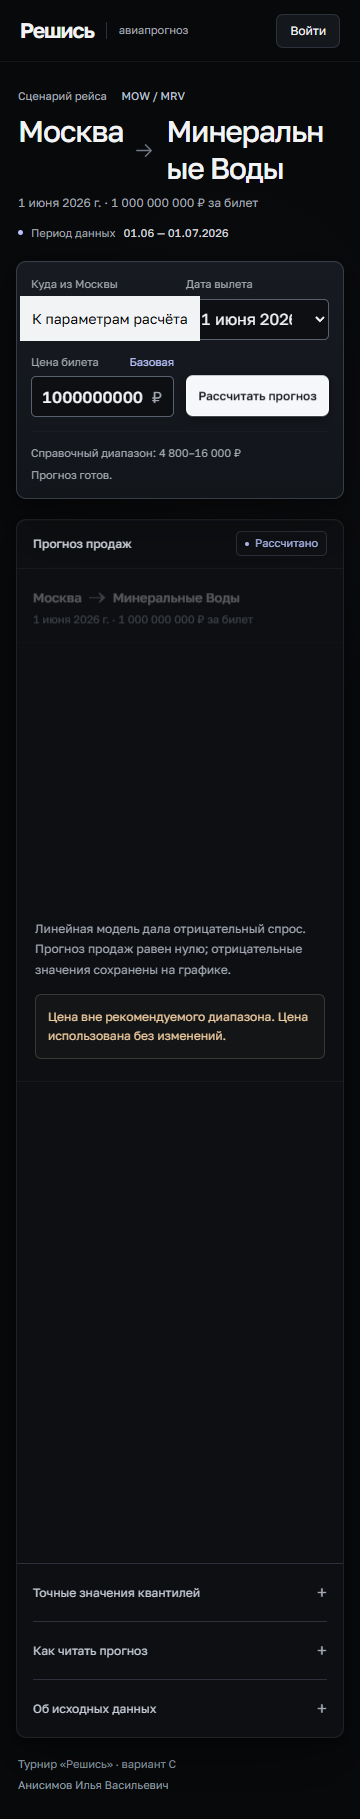 Решись
авиапрогноз
Войти
Сценарий рейса MOW / MRV
Москва → Минеральн
ые Воды
1 июня 2026 г. · 1 000 000 000 ₽ за билет
Период данных 01.06 — 01.07.2026
Куда из Москвы
Дата вылета
К параметрам расчёта
1 июня 202
Цена билета
Базовая
1000000000 ₽
Рассчитать прогноз
Справочный диапазон: 4 800–16 000 ₽
Прогноз готов.
Прогноз продаж
Рассчитано
Москва → Минеральные Воды
1 июня 2026 г. · 1 000 000 000 ₽ за билет
Линейная модель дала отрицательный спрос.
Прогноз продаж равен нулю; отрицательные
значения сохранены на графике.
Цена вне рекомендуемого диапазона. Цена
использована без изменений.
Точные значения квантилей +
Как читать прогноз +
Об исходных данных +
Турнир «Решись» · вариант C
Анисимов Илья Васильевич